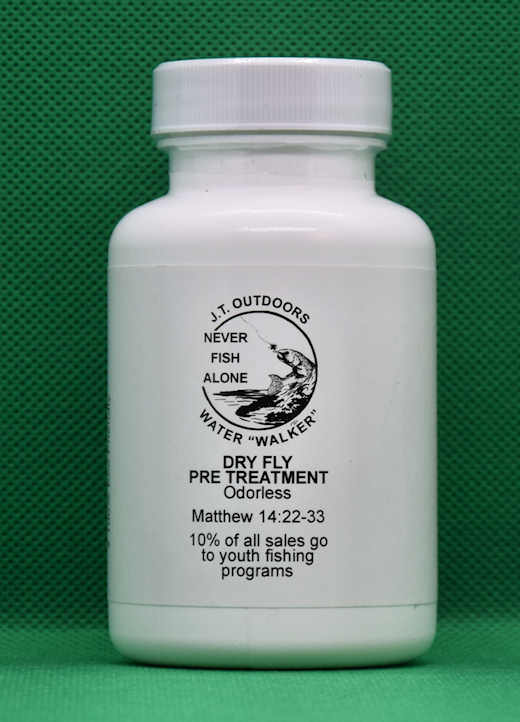 J.T. OUTDOORS
NEVER
FISH
ALONE
WATER "WALKER"
DRY FLY
PRE TREATMENT
Odorless
Matthew 14:22-33
10% of all sales go
to youth fishing
programs